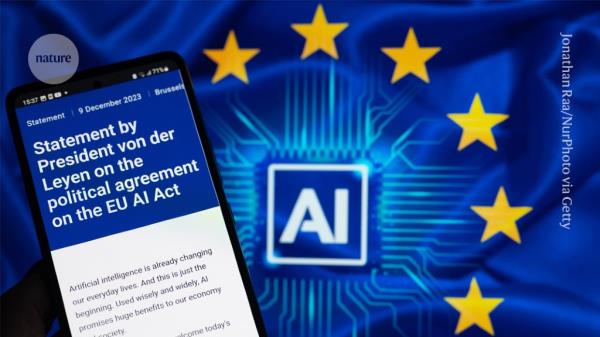 nature
15:37
71%
Statement
9 December 2023
Brussels
Statement by
President von der
Leyen on the
political agreement
on the EU AI Act
Artificial intelligence is already changing
our everyday lives. And this is just the
beginning. Used wisely and widely, AI
promises huge benefits to our economy
society.
welcome today's
AI
Jonathan Raa/NurPhoto via Getty